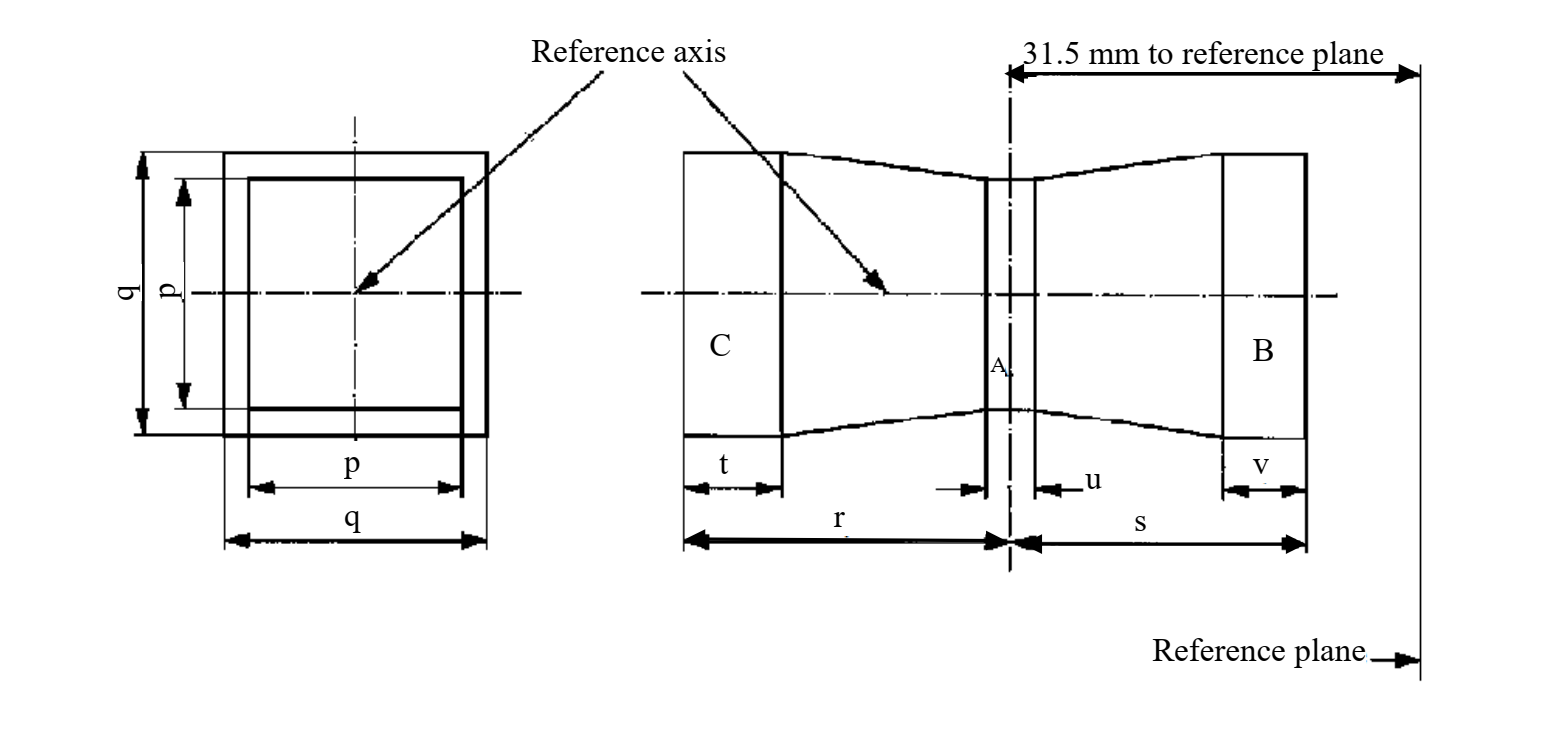 Reference axis
31.5 mm to reference plane
q
p
C
A
B
p
t
u
v
q
r
s
Reference plane